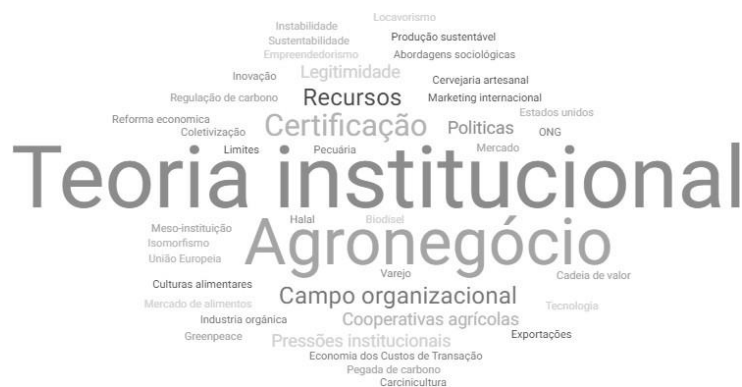 Locavorismo
Instabilidade
Sustentabilidade
Produção sustentável
Empreendedorismo
Abordagens sociológicas
Inovação
Legitimidade
Cervejaria artesanal
Regulação de carbono
Recursos
Marketing internacional
Reforma economica
Certificação
Estados unidos
Coletivização
Politicas
ONG
Limites
Pecuária
Mercado
Teoria institucional
Meso-instituição
Halal
Biodisel
Isomorfismo
Agronegócio
União Europeia
Varejo
Cadeia de valor
Culturas alimentares
Campo organizacional
Mercado de alimentos
Tecnologia
Industria orgánica
Cooperativas agrícolas
Greenpeace
Pressões institucionais
Exportações
Economia dos Custos de Transação
Pegada de carbono
Carcinicultura